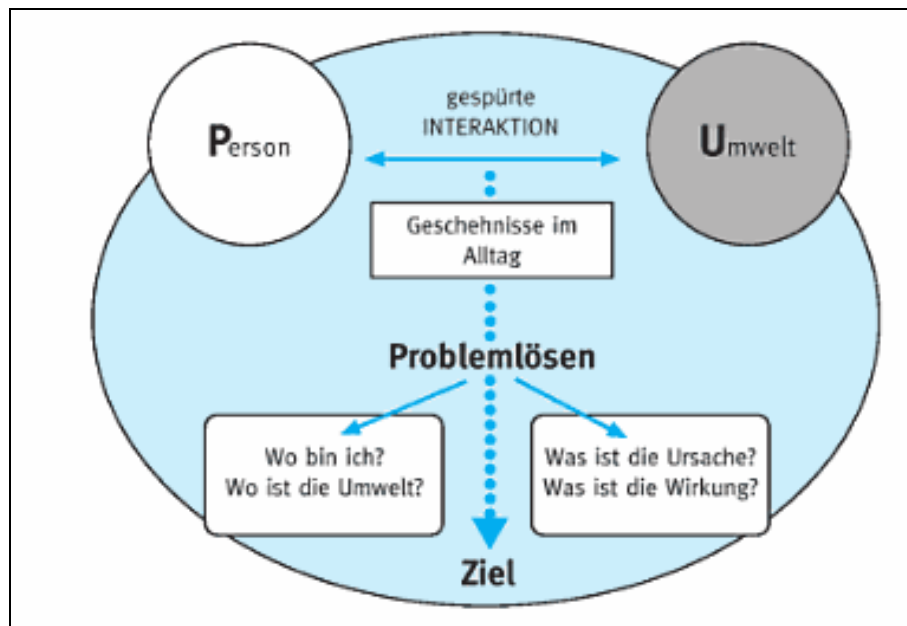 gespürte
INTERAKTION
Person
Umwelt
Geschehnisse im
Alltag
Problemlösen
Wo bin ich?
Wo ist die Umwelt?
Was ist die Ursache?
Was ist die Wirkung?
Ziel